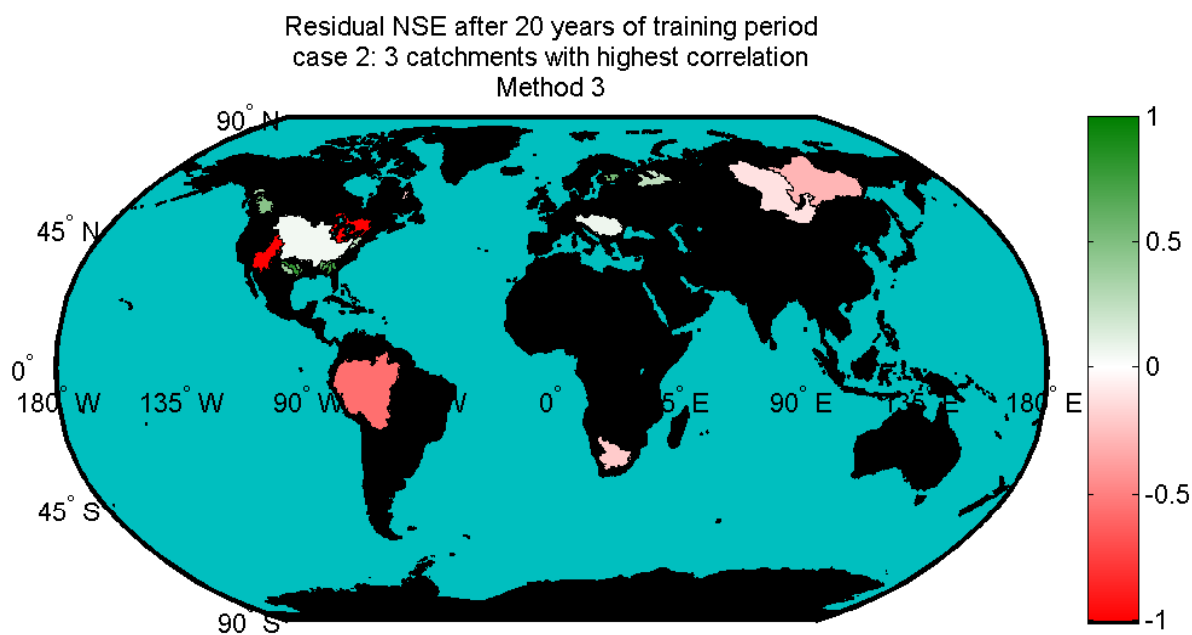 Residual NSE after 20 years of training period
case 2: 3 catchments with highest correlation
Method 3
90° N
45° N
0°
180° W
135° W
90° W
W
0°
5° E
90° E
135° E
180° E
45° S
90° S
1
0.5
0
-0.5
-1